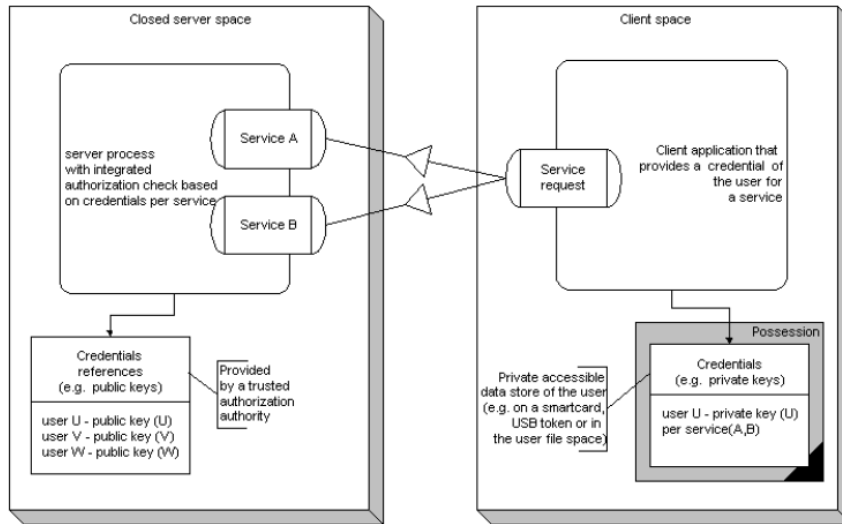 Closed server space
Service A
server process
with integrated
authorization check based
on credentials per service
Service B
Credentials
references
(e.g. public keys)
user U - public key (U)
user V - public key (V)
user W - public key (W)
Provided
by a trusted
authorization
authority
Client space
Service
request
Client application that
provides a credential of
the user for
a service
Possession
Credentials
(e.g. private keys)
user U - private key (U)
per service(A,B)
Private accessible
data store of the user
(e.g. on a smartcard,
USB token or in
the user file space)